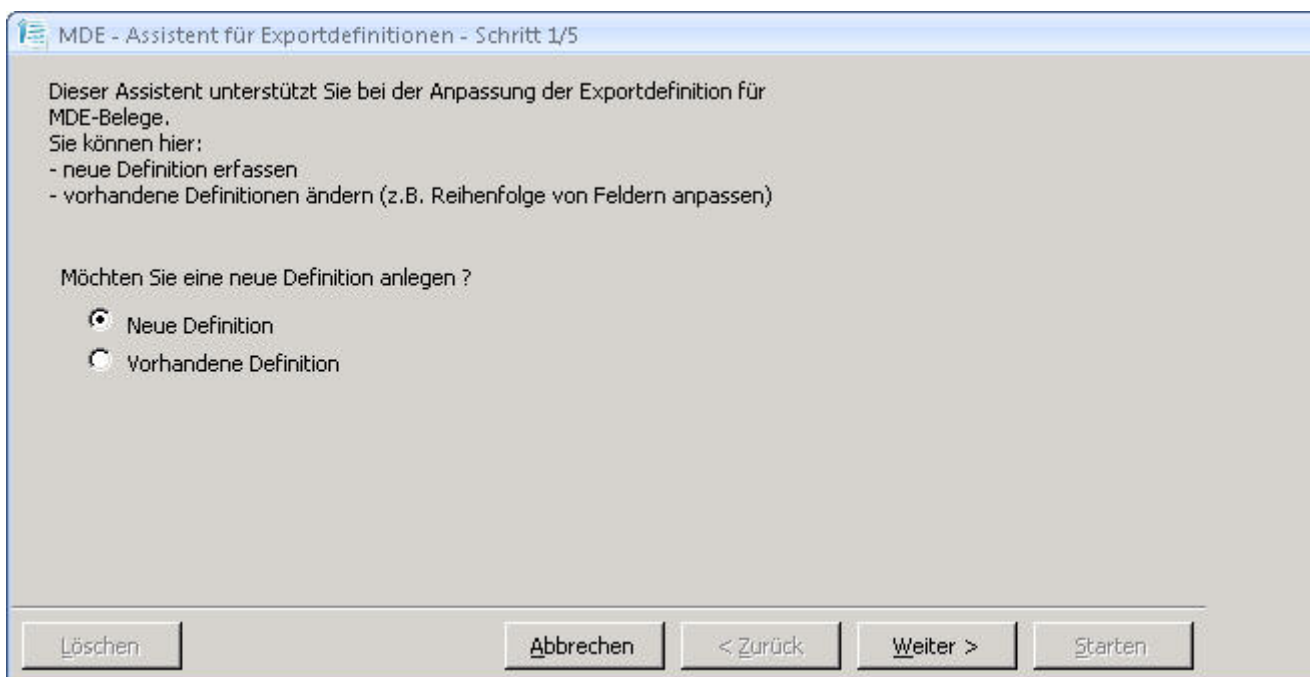 MDE - Assistent für Exportdefinitionen - Schritt 1/5
Dieser Assistent unterstützt Sie bei der Anpassung der Exportdefinition für
MDE-Belege.
Sie können hier:
- neue Definition erfassen
- vorhandene Definitionen ändern (z.B. Reihenfolge von Feldern anpassen)
Möchten Sie eine neue Definition anlegen ?
Neue Definition
Vorhandene Definition
Löschen Abbrechen < Zurück Weiter > Starten